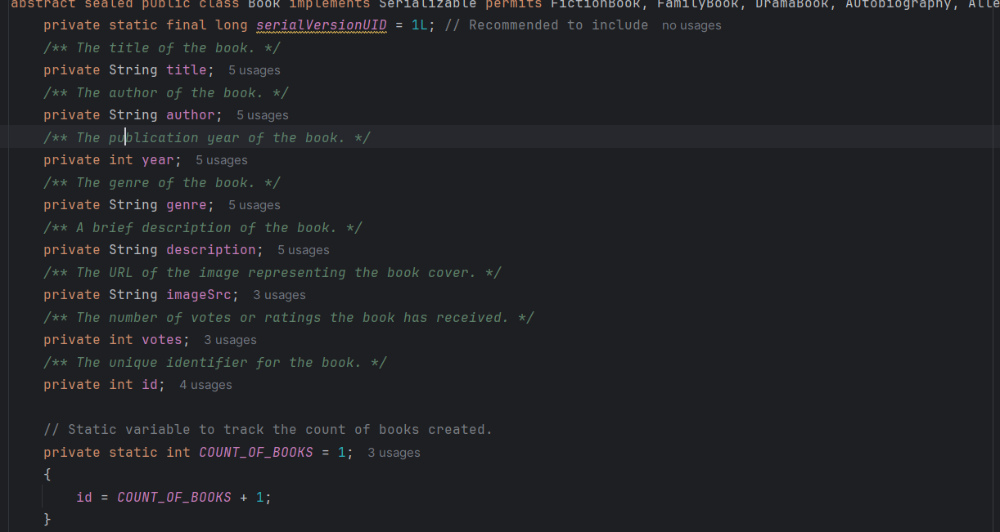 abstract sealed public class Book implements Serializable permits FictionBook, FamilyBook, DramaBook, Autobiography,
private static final long serialVersionUID = 1L; // Recommended to include no usages
/** The title of the book. */
private String title; 5 usages
/** The author of the book. */
private String author; 5 usages
/** The publication year of the book. */
private int year; 5 usages
/** The genre of the book. */
private String genre; 5 usages
/** A brief description of the book. */
private String description; 5 usages
/** The URL of the image representing the book cover. */
private String imageSrc; 3 usages
/** The number of votes or ratings the book has received. */
private int votes; 3 usages
/** The unique identifier for the book. */
private int id; 4 usages
// Static variable to track the count of books created.
private static int COUNT_OF_BOOKS = 1; 3 usages
{
id = COUNT_OF_BOOKS + 1;
}